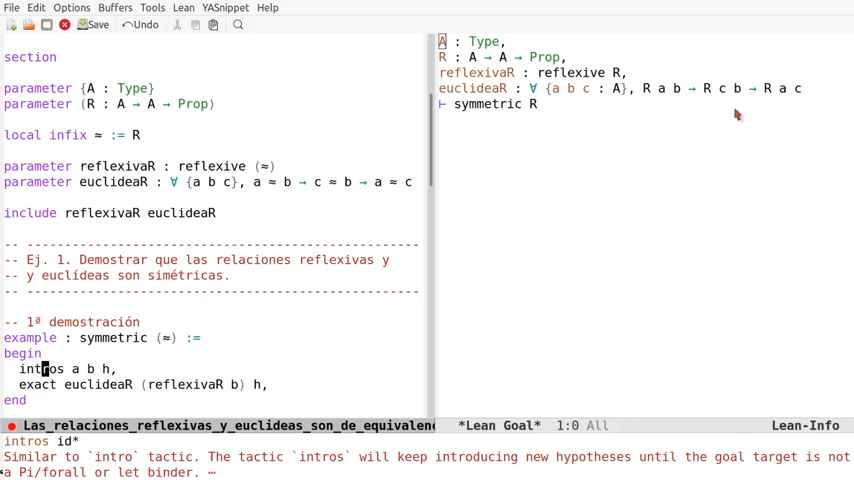 File Edit Options Buffers Tools Lean YASnippet Help
Save Undo
section
parameter {A : Type}
parameter (R : A → A → Prop)
local infix ≈ := R
parameter reflexivaR : reflexive (≈)
parameter euclideaR : ∀ {a b c}, a ≈ b → c ≈ b → a ≈ c
include reflexivaR euclideaR
-- ----------------------------------------------------
-- Ej. 1. Demostrar que las relaciones reflexivas y
-- y euclídeas son simétricas.
-- ----------------------------------------------------
-- 1ª demostración
example : symmetric (≈) :=
begin
intros a b h,
exact euclideaR (reflexivaR b) h,
end
A : Type,
R : A → A → Prop,
reflexivaR : reflexive R,
euclideaR : ∀ {a b c : A}, R a b → R c b → R a c
⊢ symmetric R
Las_relaciones_reflexivas_y_euclideas_son_de_equivalenc
*Lean Goal* 1:0 All Lean-Info
intros id*
Similar to `intro` tactic. The tactic `intros` will keep introducing new hypotheses until the goal target is not
a Pi/forall or let binder. ⋯